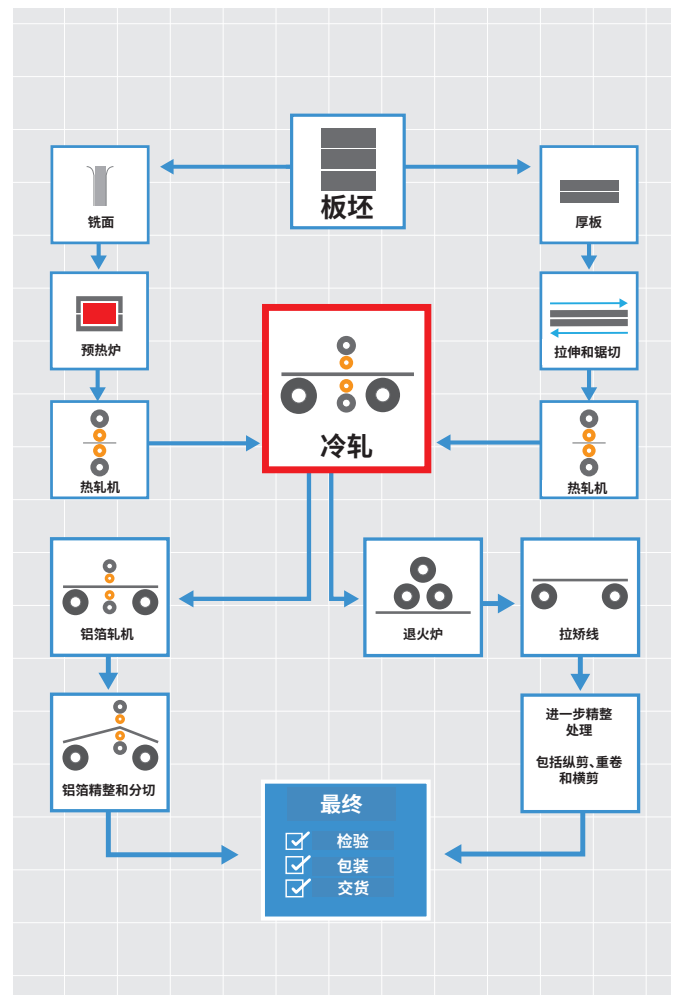 板坯
铣面
厚板
预热炉
拉伸和锯切
冷轧
热轧机
热轧机
铝箔轧机
退火炉
拉矫线
铝箔精整和分切
进一步精整
处理
包括纵剪、重卷
和横剪
最终
检验
包装
交货